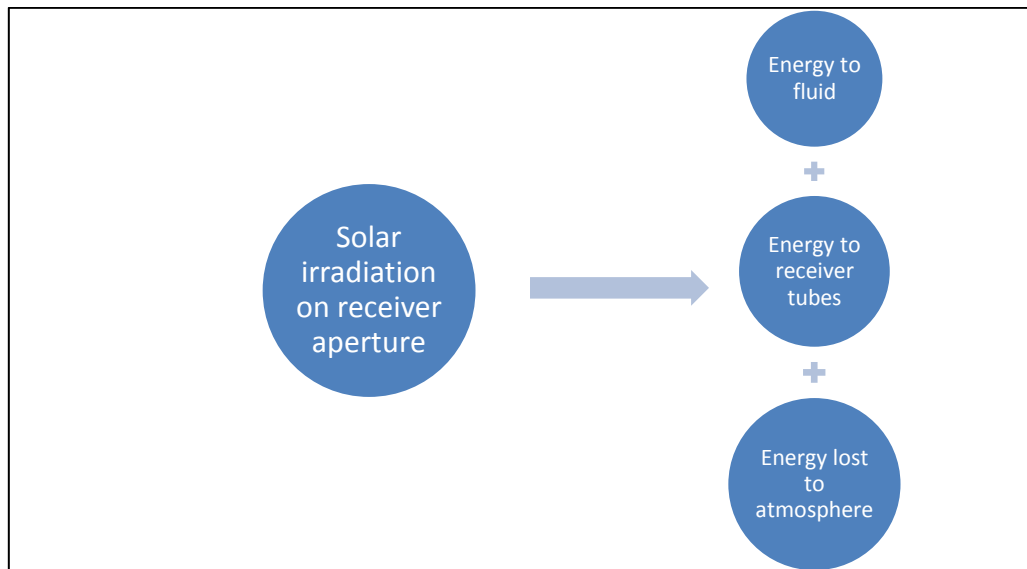 Solar
irradiation
on receiver
aperture
Energy to
fluid
Energy to
receiver
tubes
Energy lost
to
atmosphere